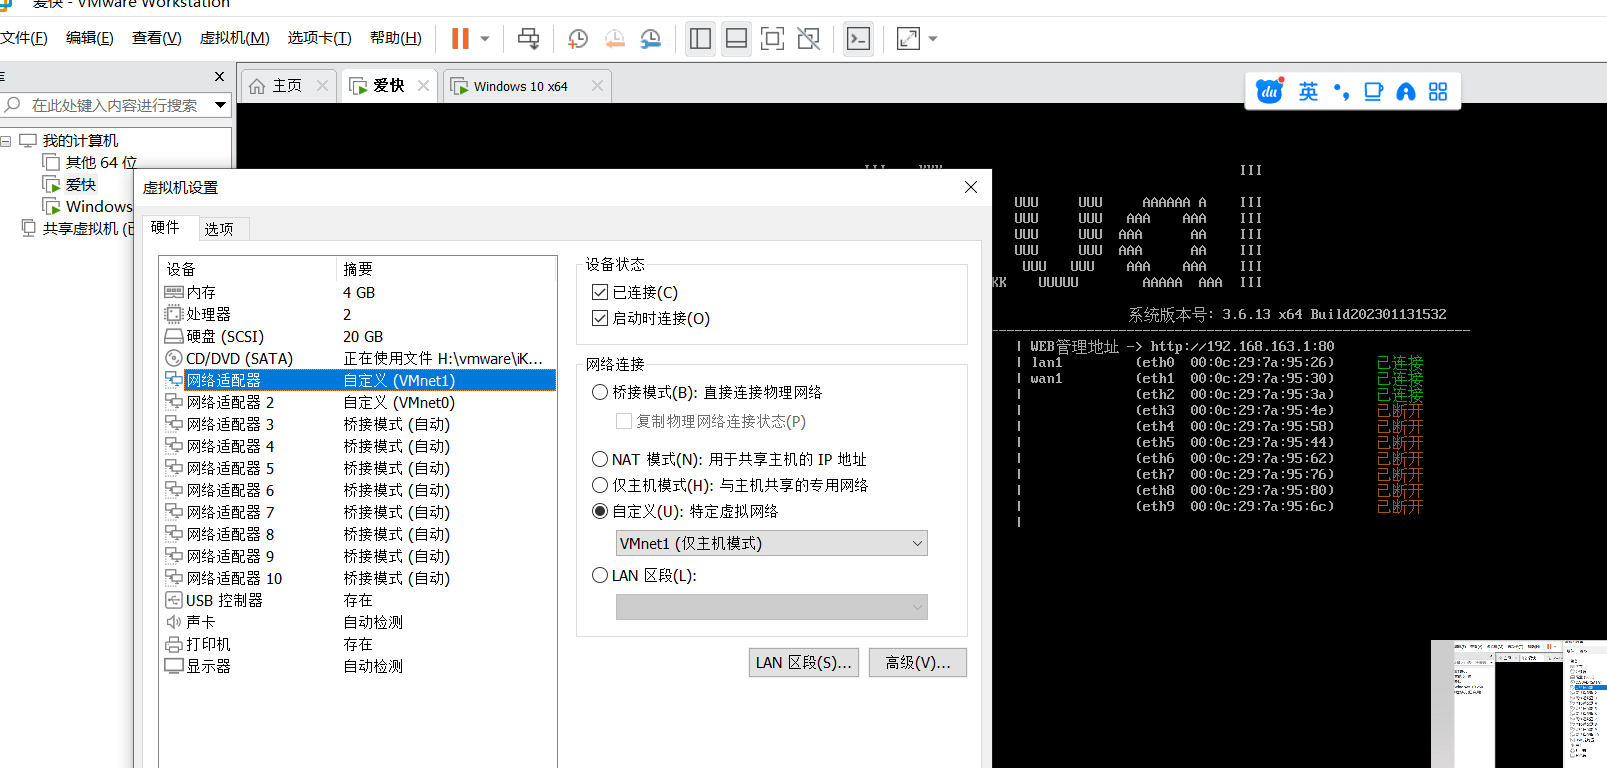 爱快 - VMware Workstation
文件(F) 编辑(E) 查看(V) 虚拟机(M) 选项卡(T) 帮助(H)
库
主页
爱快
Windows 10 x64
du 英
在此处键入内容进行搜索
我的计算机
其他 64 位
爱快
Windows
共享虚拟机 (已
虚拟机设置
硬件 选项
设备 摘要
内存 4 GB
处理器 2
硬盘 (SCSI) 20 GB
CD/DVD (SATA) 正在使用文件 H:\vmware\iK...
网络适配器 自定义 (VMnet1)
网络适配器 2 自定义 (VMnet0)
网络适配器 3 桥接模式 (自动)
网络适配器 4 桥接模式 (自动)
网络适配器 5 桥接模式 (自动)
网络适配器 6 桥接模式 (自动)
网络适配器 7 桥接模式 (自动)
网络适配器 8 桥接模式 (自动)
网络适配器 9 桥接模式 (自动)
网络适配器 10 桥接模式 (自动)
USB 控制器 存在
声卡 自动检测
打印机 存在
显示器 自动检测
设备状态
已连接(C)
启动时连接(O)
网络连接
桥接模式(B): 直接连接物理网络
复制物理网络连接状态(P)
NAT 模式(N): 用于共享主机的 IP 地址
仅主机模式(H): 与主机共享的专用网络
自定义(U): 特定虚拟网络
VMnet1 (仅主机模式)
LAN 区段(L):
LAN 区段(S)... 高级(V)...
III
UUU UUU AAAAAA A III
UUU UUU AAA AAA III
UUU UUU AAA AA III
UUU UUU AAA AA III
UUU UUU AAA AAA III
KK UUUUU AAAAA AAA III
系统版本号: 3.6.13 x64 Build202301131532
| WEB管理地址 -> http://192.168.163.1:80
| lan1 (eth0 00:0c:29:7a:95:26) 已连接
| wan1 (eth1 00:0c:29:7a:95:30) 已连接
| (eth2 00:0c:29:7a:95:3a) 已连接
| (eth3 00:0c:29:7a:95:4e) 已断开
| (eth4 00:0c:29:7a:95:58) 已断开
| (eth5 00:0c:29:7a:95:44) 已断开
| (eth6 00:0c:29:7a:95:62) 已断开
| (eth7 00:0c:29:7a:95:76) 已断开
| (eth8 00:0c:29:7a:95:80) 已断开
| (eth9 00:0c:29:7a:95:6c) 已断开
|